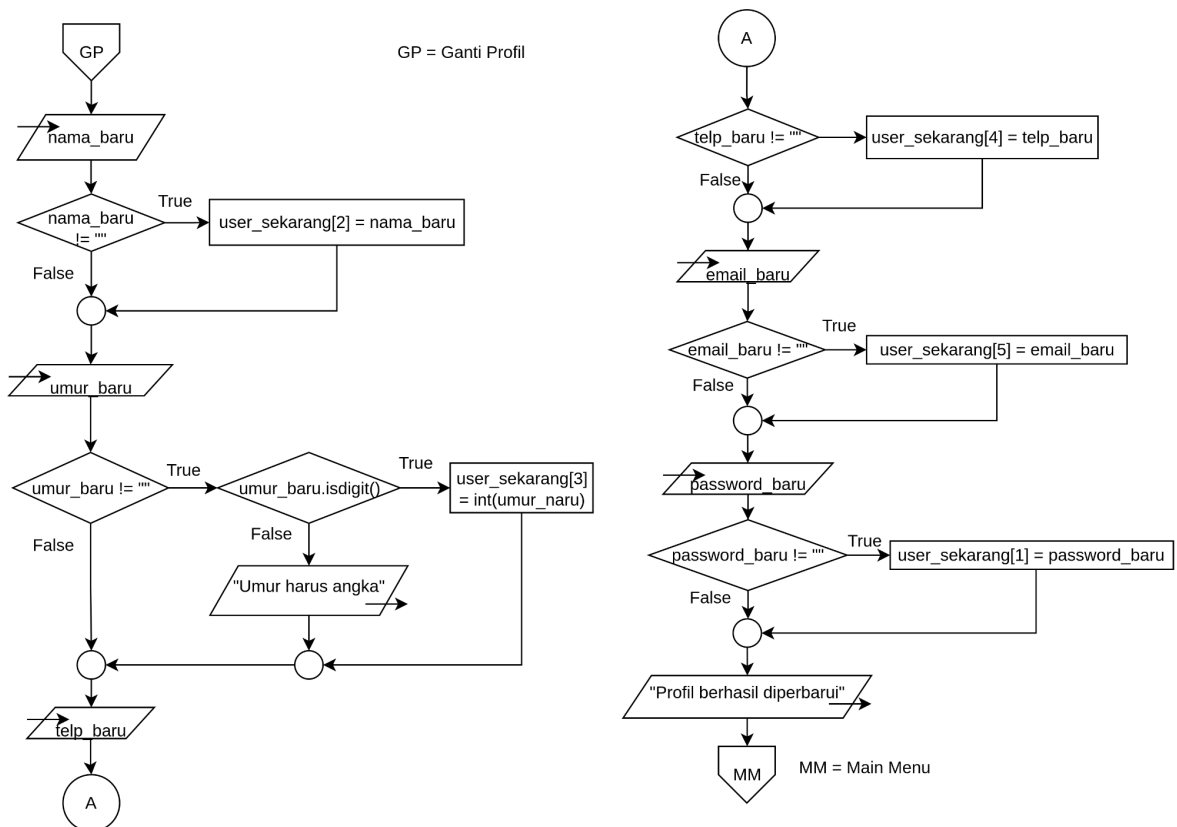 GP
GP = Ganti Profil
nama_baru
nama_baru
!= ""
True
user_sekarang[2] = nama_baru
False
umur_baru
umur_baru != ""
True
umur_baru.isdigit()
True
user_sekarang[3]
= int(umur_naru)
False
False
"Umur harus angka"
telp_baru
A
A
telp_baru != ""
user_sekarang[4] = telp_baru
False
email_baru
email_baru != ""
True
user_sekarang[5] = email_baru
False
password_baru
password_baru != ""
True
user_sekarang[1] = password_baru
False
"Profil berhasil diperbarui"
MM
MM = Main Menu